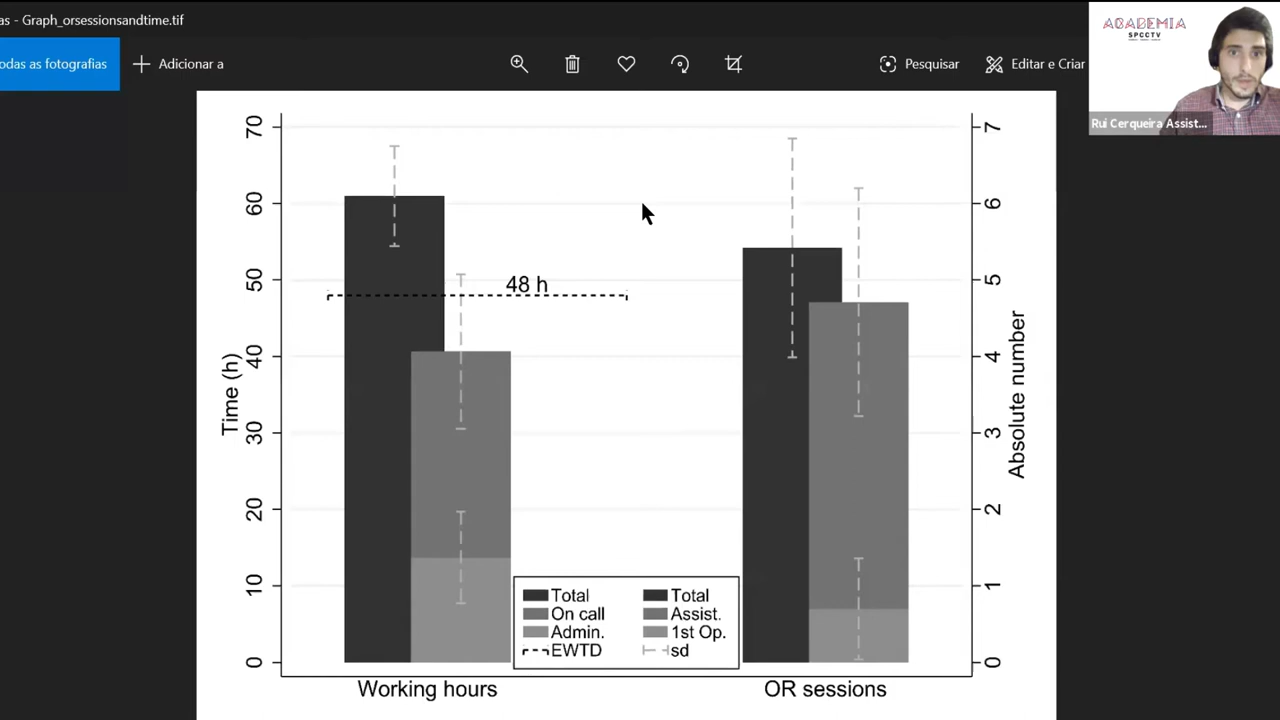 as - Graph_orsessionsandtime.tif
odas as fotografias
Adicionar a
Pesquisar
Editar e Criar
ACADEMIA
SPCCTV
Rui Cerqueira Assist...
70
60
50
40
30
20
10
0
Time (h)
48 h
7
6
5
4
3
2
1
0
Absolute number
Total
On call
Admin.
EWTD
Total
Assist.
1st Op.
sd
Working hours
OR sessions